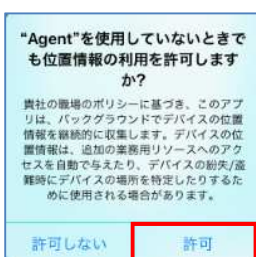 “Agent”を使用していないときで
も位置情報の利用を許可します
か?
貴社の職場のポリシーに基づき、このアプ
リは、バックグラウンドでデバイスの位置
情報を継続的に収集します。デバイスの位
置情報は、追加の業務用リソースへのアク
セスを自動で与えたり、デバイスの紛失/盗
難時にデバイスの場所を特定したりするた
めに使用される場合があります。
許可しない
許可